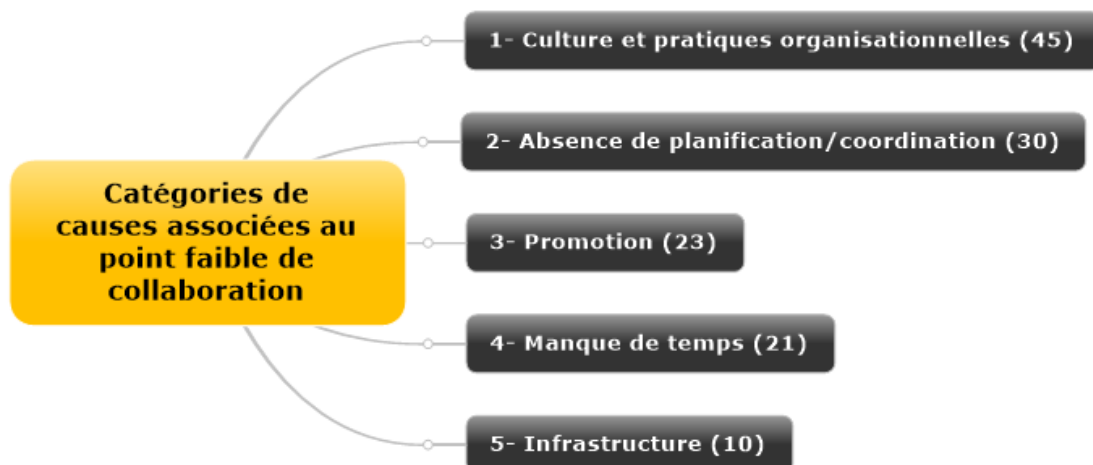 Catégories de
causes associées au
point faible de
collaboration
1- Culture et pratiques organisationnelles (45)
2- Absence de planification/coordination (30)
3- Promotion (23)
4- Manque de temps (21)
5- Infrastructure (10)